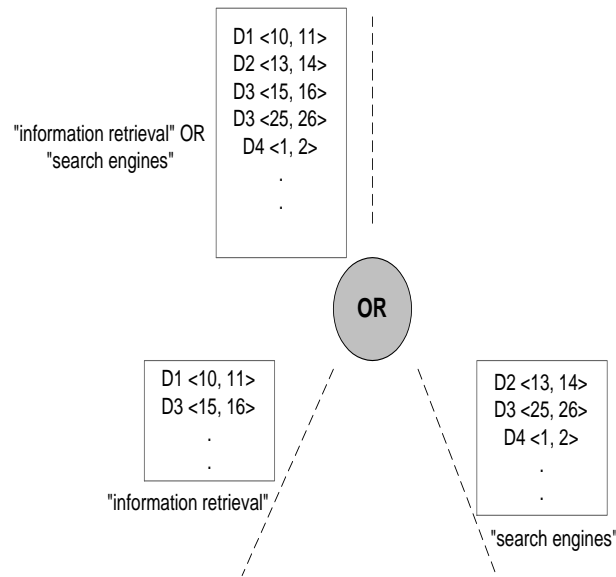 D1 <10, 11>
D2 <13, 14>
D3 <15, 16>
D3 <25, 26>
D4 <1, 2>
.
.
"information retrieval" OR
"search engines"
OR
D1 <10, 11>
D3 <15, 16>
.
.
"information retrieval"
D2 <13, 14>
D3 <25, 26>
D4 <1, 2>
.
.
"search engines"